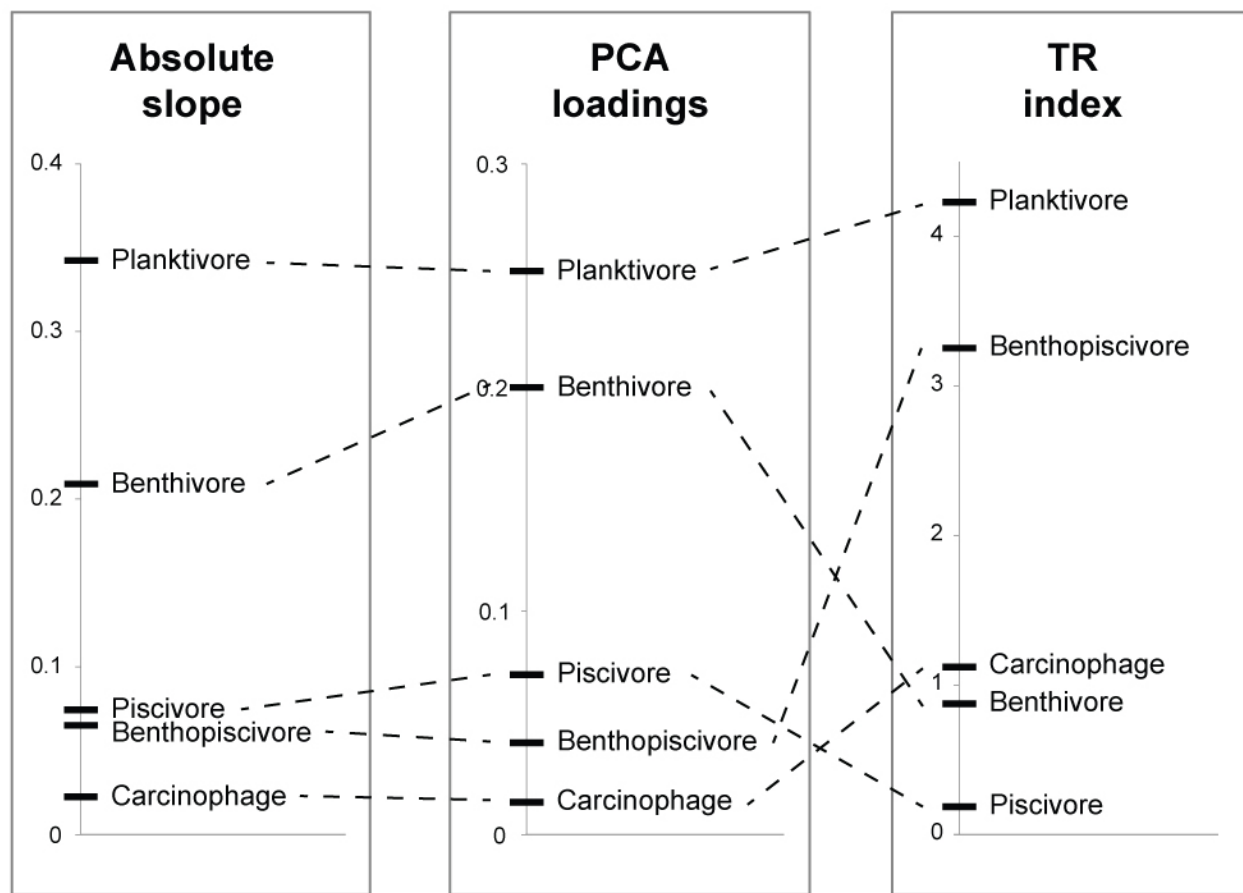 Absolute
slope
0.4
Planktivore
0.3
Benthivore
0.2
0.1
Piscivore
Benthopiscivore
Carcinophage
0
PCA
loadings
0.3
Planktivore
0.2
Benthivore
0.1
Piscivore
Benthopiscivore
Carcinophage
0
TR
index
Planktivore
4
Benthopiscivore
3
2
Carcinophage
1
Benthivore
Piscivore
0